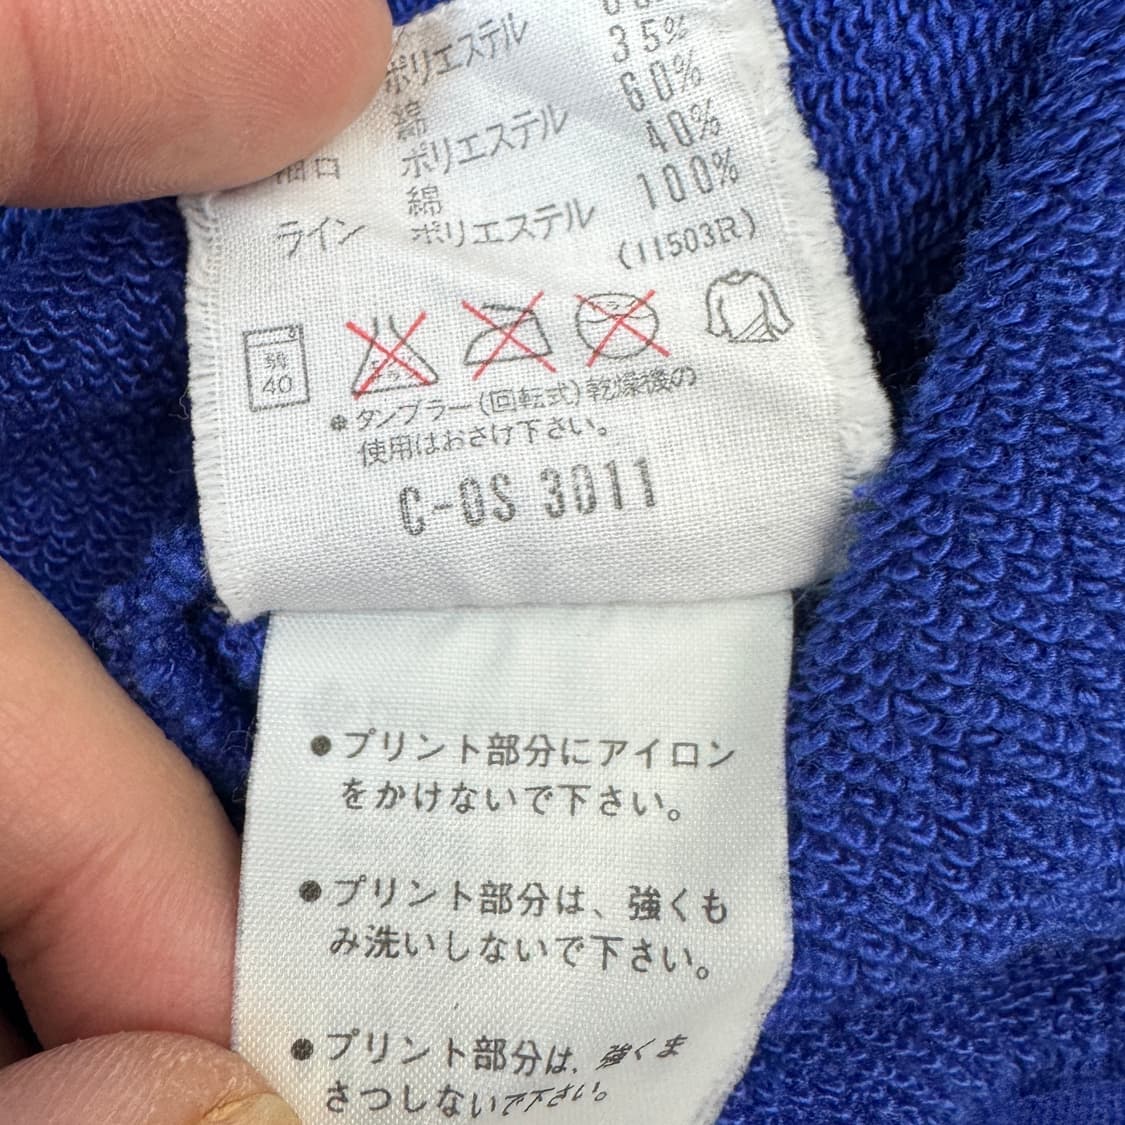 ポリエステル 35%
綿 60%
袖口 ポリエステル 40%
綿 100%
ライン ポリエステル
(11503R)
弱
40
タンブラー(回転式)乾燥機の
使用はおさけ下さい。
C-OS 3011
●プリント部分にアイロン
をかけないで下さい。
●プリント部分は、強くも
み洗いしないで下さい。
●プリント部分は、強くま
さつしないで下さい。